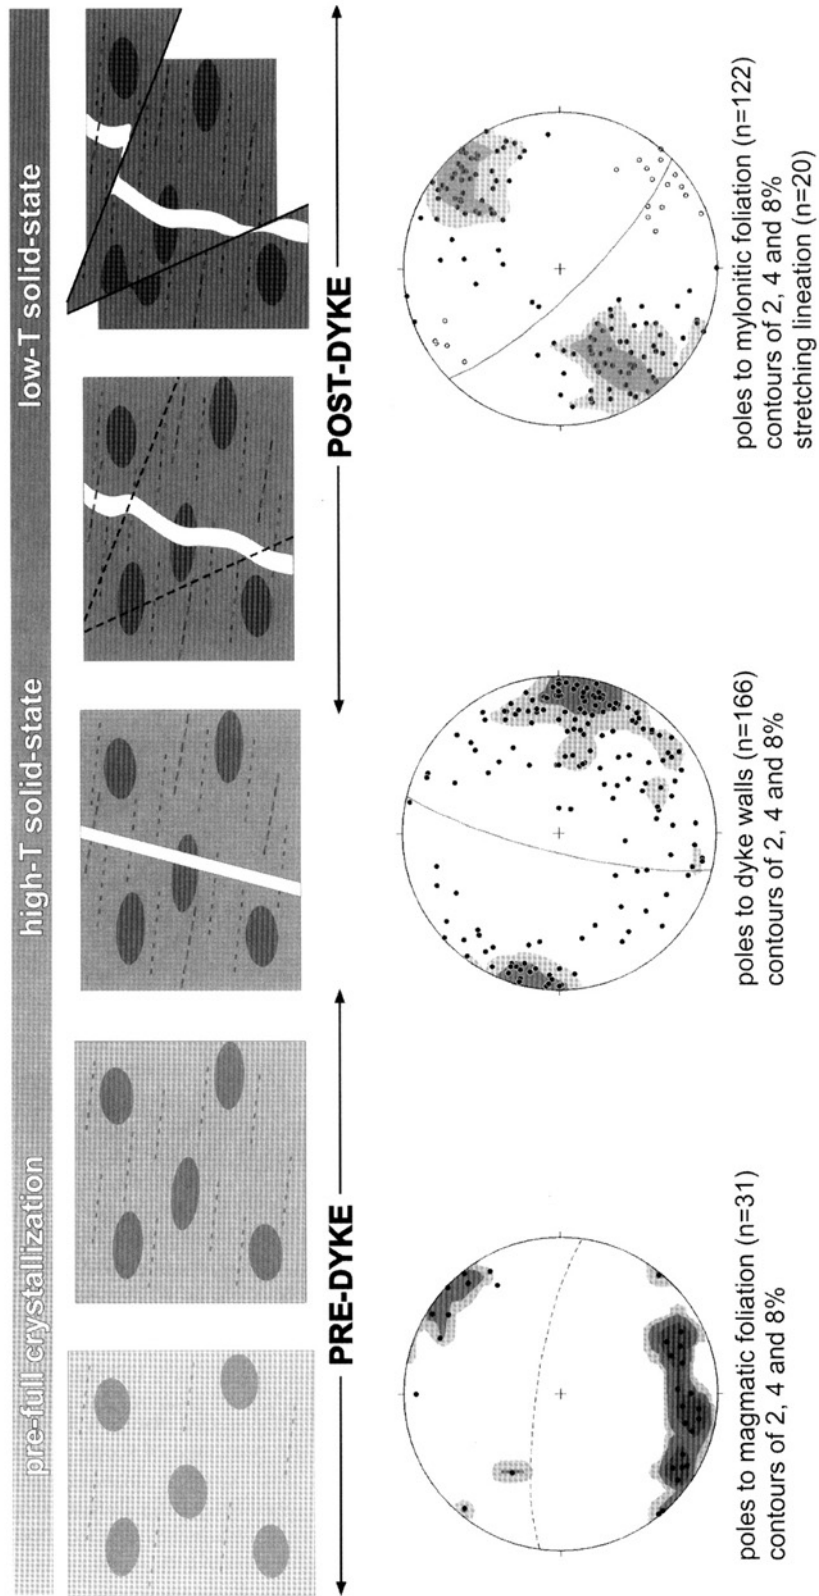 pre-full crystallization
high-T solid-state
low-T solid-state
PRE-DYKE
POST-DYKE
poles to magmatic foliation (n=31)
contours of 2, 4 and 8%
poles to dyke walls (n=166)
contours of 2, 4 and 8%
poles to mylonitic foliation (n=122)
contours of 2, 4 and 8%
stretching lineation (n=20)